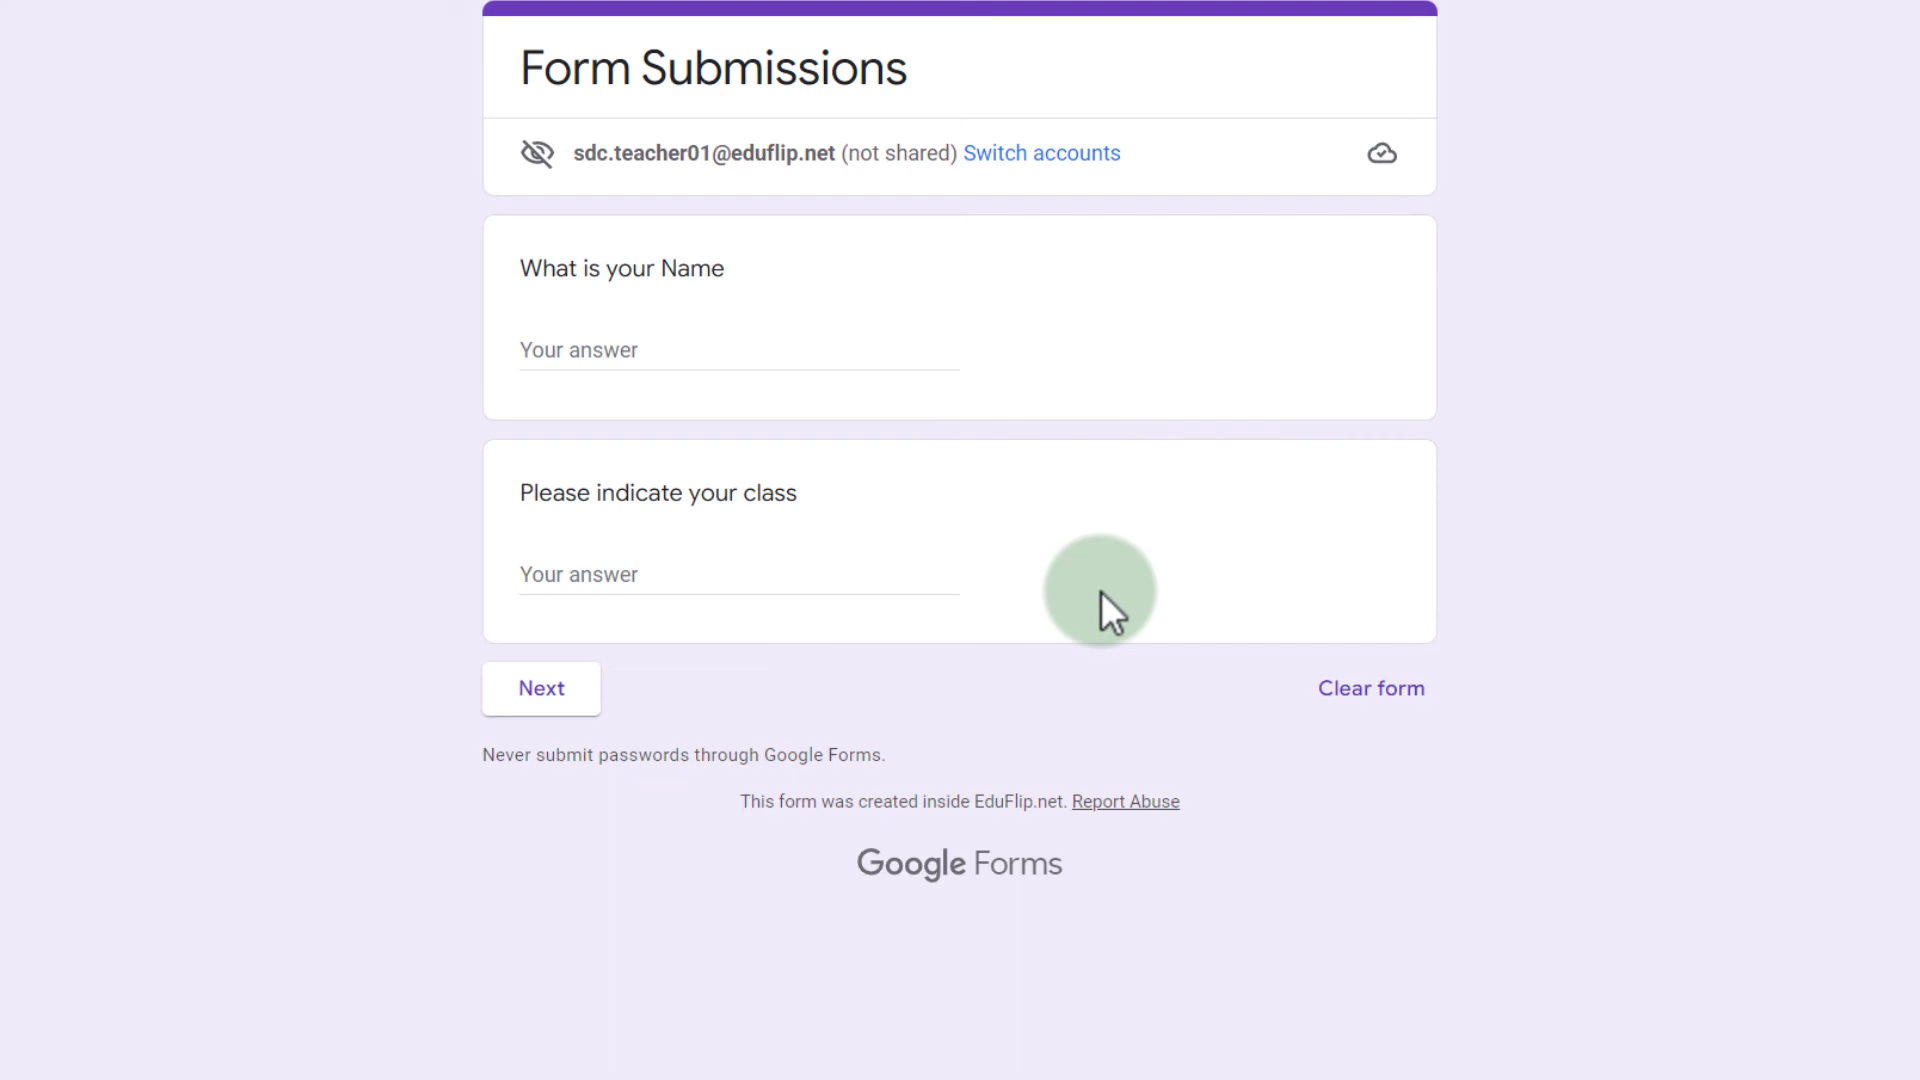 Form Submissions
sdc.teacher01@eduflip.net (not shared) Switch accounts
What is your Name
Your answer
Please indicate your class
Your answer
Next
Clear form
Never submit passwords through Google Forms.
This form was created inside EduFlip.net. Report Abuse
Google Forms